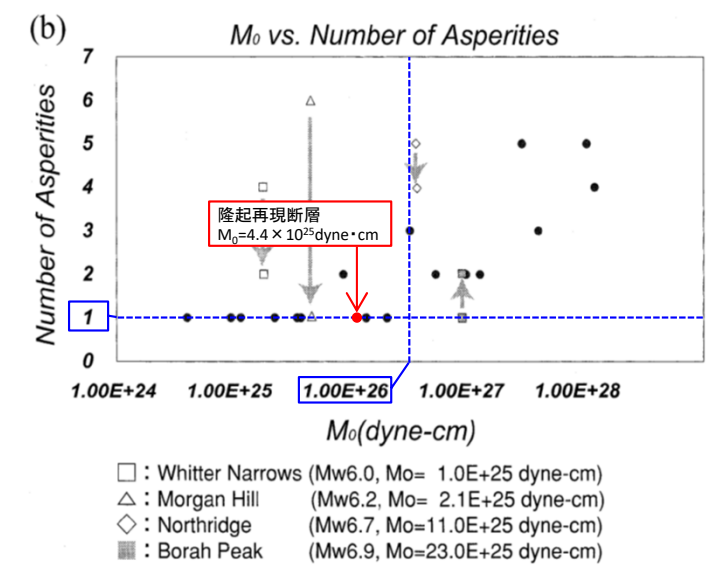 (b)
M0 vs. Number of Asperities
Number of Asperities
7
6
5
4
3
2
1
0
隆起再現断層
M0=4.4×10^25dyne・cm
1.00E+24 1.00E+25 1.00E+26 1.00E+27 1.00E+28
M0(dyne-cm)
□ : Whitter Narrows (Mw6.0, Mo= 1.0E+25 dyne-cm)
△ : Morgan Hill (Mw6.2, Mo= 2.1E+25 dyne-cm)
◇ : Northridge (Mw6.7, Mo=11.0E+25 dyne-cm)
■ : Borah Peak (Mw6.9, Mo=23.0E+25 dyne-cm)